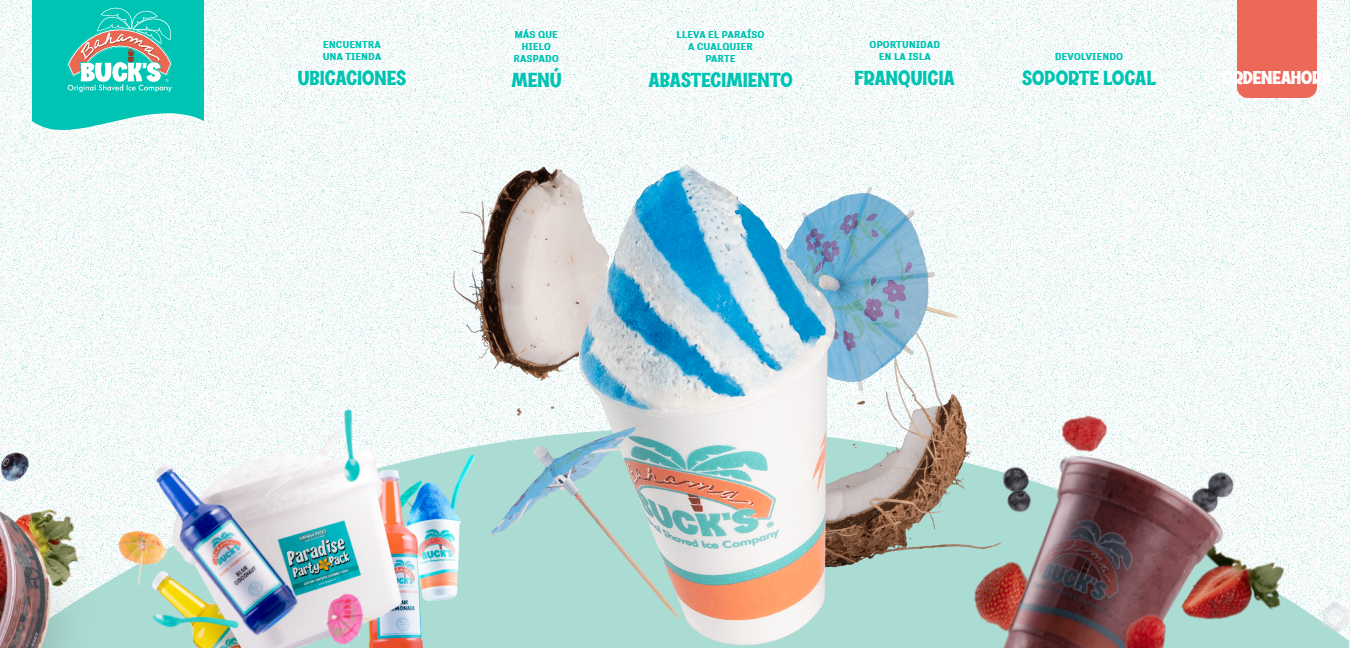 Bahama
BUCK'S
Original Shaved Ice Company
ENCUENTRA
UNA TIENDA
UBICACIONES
MÁS QUE
HIELO
RASPADO
MENÚ
LLEVA EL PARAÍSO
A CUALQUIER
PARTE
ABASTECIMIENTO
OPORTUNIDAD
EN LA ISLA
FRANQUICIA
DEVOLVIENDO
SOPORTE LOCAL
RDENEAHOR
Bahama
BUCK'S
Shaved Ice Company
Paradise
Party Pack
BLUE
COCONUT
BUCK'S
BUCK'S